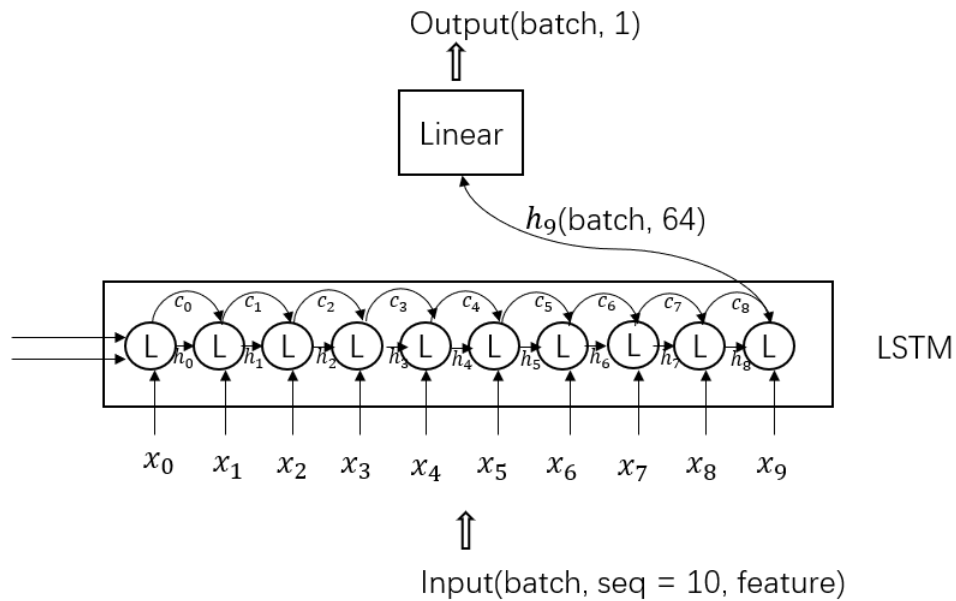 Output(batch, 1)
Linear
h₉(batch, 64)
c₀ c₁ c₂ c₃ c₄ c₅ c₆ c₇ c₈
L L L L L L L L L L
LSTM
h₀ h₁ h₂ h₃ h₄ h₅ h₆ h₇ h₈
x₀ x₁ x₂ x₃ x₄ x₅ x₆ x₇ x₈ x₉
Input(batch, seq = 10, feature)